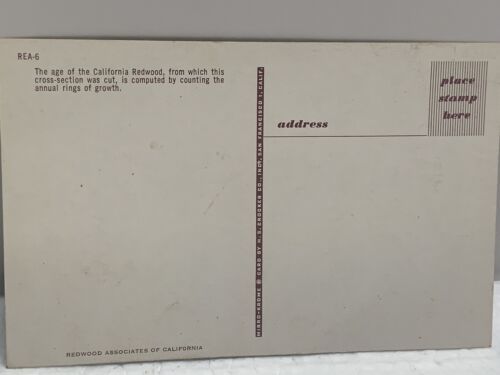 REA-6
The age of the California Redwood, from which this
cross-section was cut, is computed by counting the
annual rings of growth.
place
stamp
here
address
MIRRO-KROME ® CARD BY H. S. CROCKER CO., INC., SAN FRANCISCO 1, CALIF.
REDWOOD ASSOCIATES OF CALIFORNIA